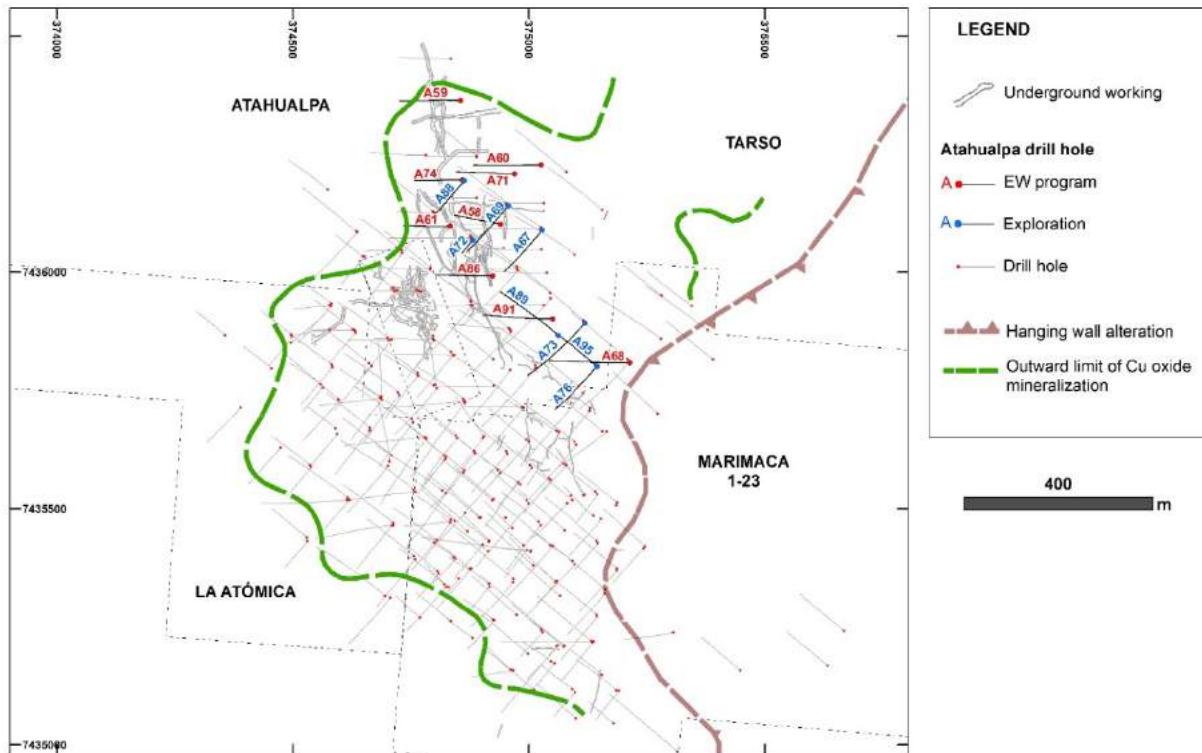 374000
374500
375000
375500
LEGEND
Underground working
Atahualpa drill hole
A EW program
A Exploration
Drill hole
Hanging wall alteration
Outward limit of Cu oxide
mineralization
400
m
ATAHUALPA
TARSO
A59
A60
A74
A71
A88
A69
A58
A61
A72
A67
7436000
A86
A89
A91
A73
A95
A68
A76
MARIMACA
1-23
7435500
LA ATÓMICA
7435000